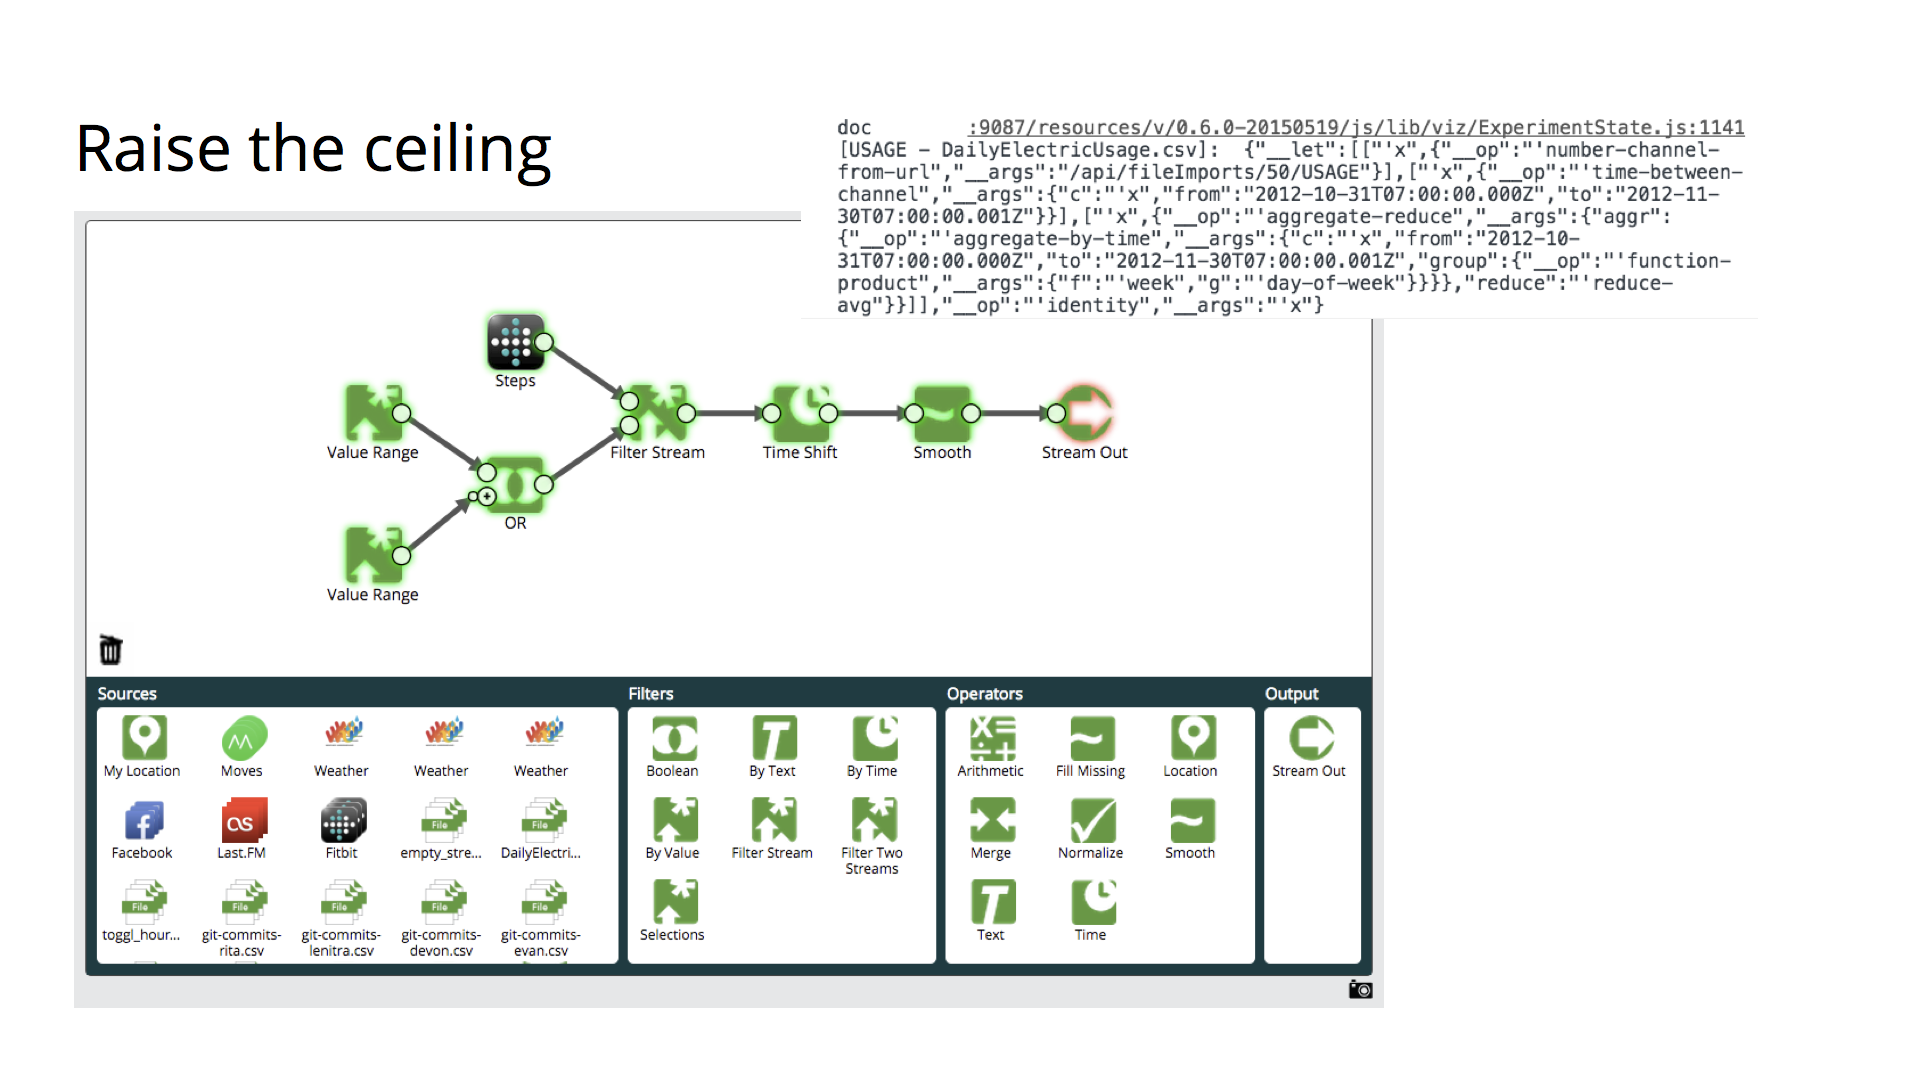 Raise the ceiling
doc :9087/resources/v/0.6.0-20150519/js/lib/viz/ExperimentState.js:1141
[USAGE - DailyElectricUsage.csv]: {"__let":[["'x",{"__op":"'number-channel-
from-url","__args":"/api/fileImports/50/USAGE"}],["'x",{"__op":"'time-between-
channel","__args":{"c":"'x","from":"2012-10-31T07:00:00.000Z","to":"2012-11-
30T07:00:00.001Z"}}],["'x",{"__op":"'aggregate-reduce","__args":{"aggr":
{"__op":"'aggregate-by-time","__args":{"c":"'x","from":"2012-10-
31T07:00:00.000Z","to":"2012-11-30T07:00:00.001Z","group":{"__op":"'function-
product","__args":{"f":"'week","g":"'day-of-week"}}}},"reduce":"'reduce-
avg"}}]],"__op":"'identity","__args":"'x"}
Steps
Value Range
Filter Stream
Time Shift
Smooth
Stream Out
OR
Value Range
Sources
My Location
Moves
Weather
Weather
Weather
Facebook
Last.FM
Fitbit
File
empty_stre...
File
DailyElectri...
File
toggl_hour...
File
git-commits-
rita.csv
File
git-commits-
lenitra.csv
File
git-commits-
devon.csv
File
git-commits-
evan.csv
Filters
Boolean
T
By Text
By Time
By Value
Filter Stream
Filter Two
Streams
Selections
Operators
Arithmetic
Fill Missing
Location
Merge
Normalize
Smooth
T
Text
Time
Output
Stream Out